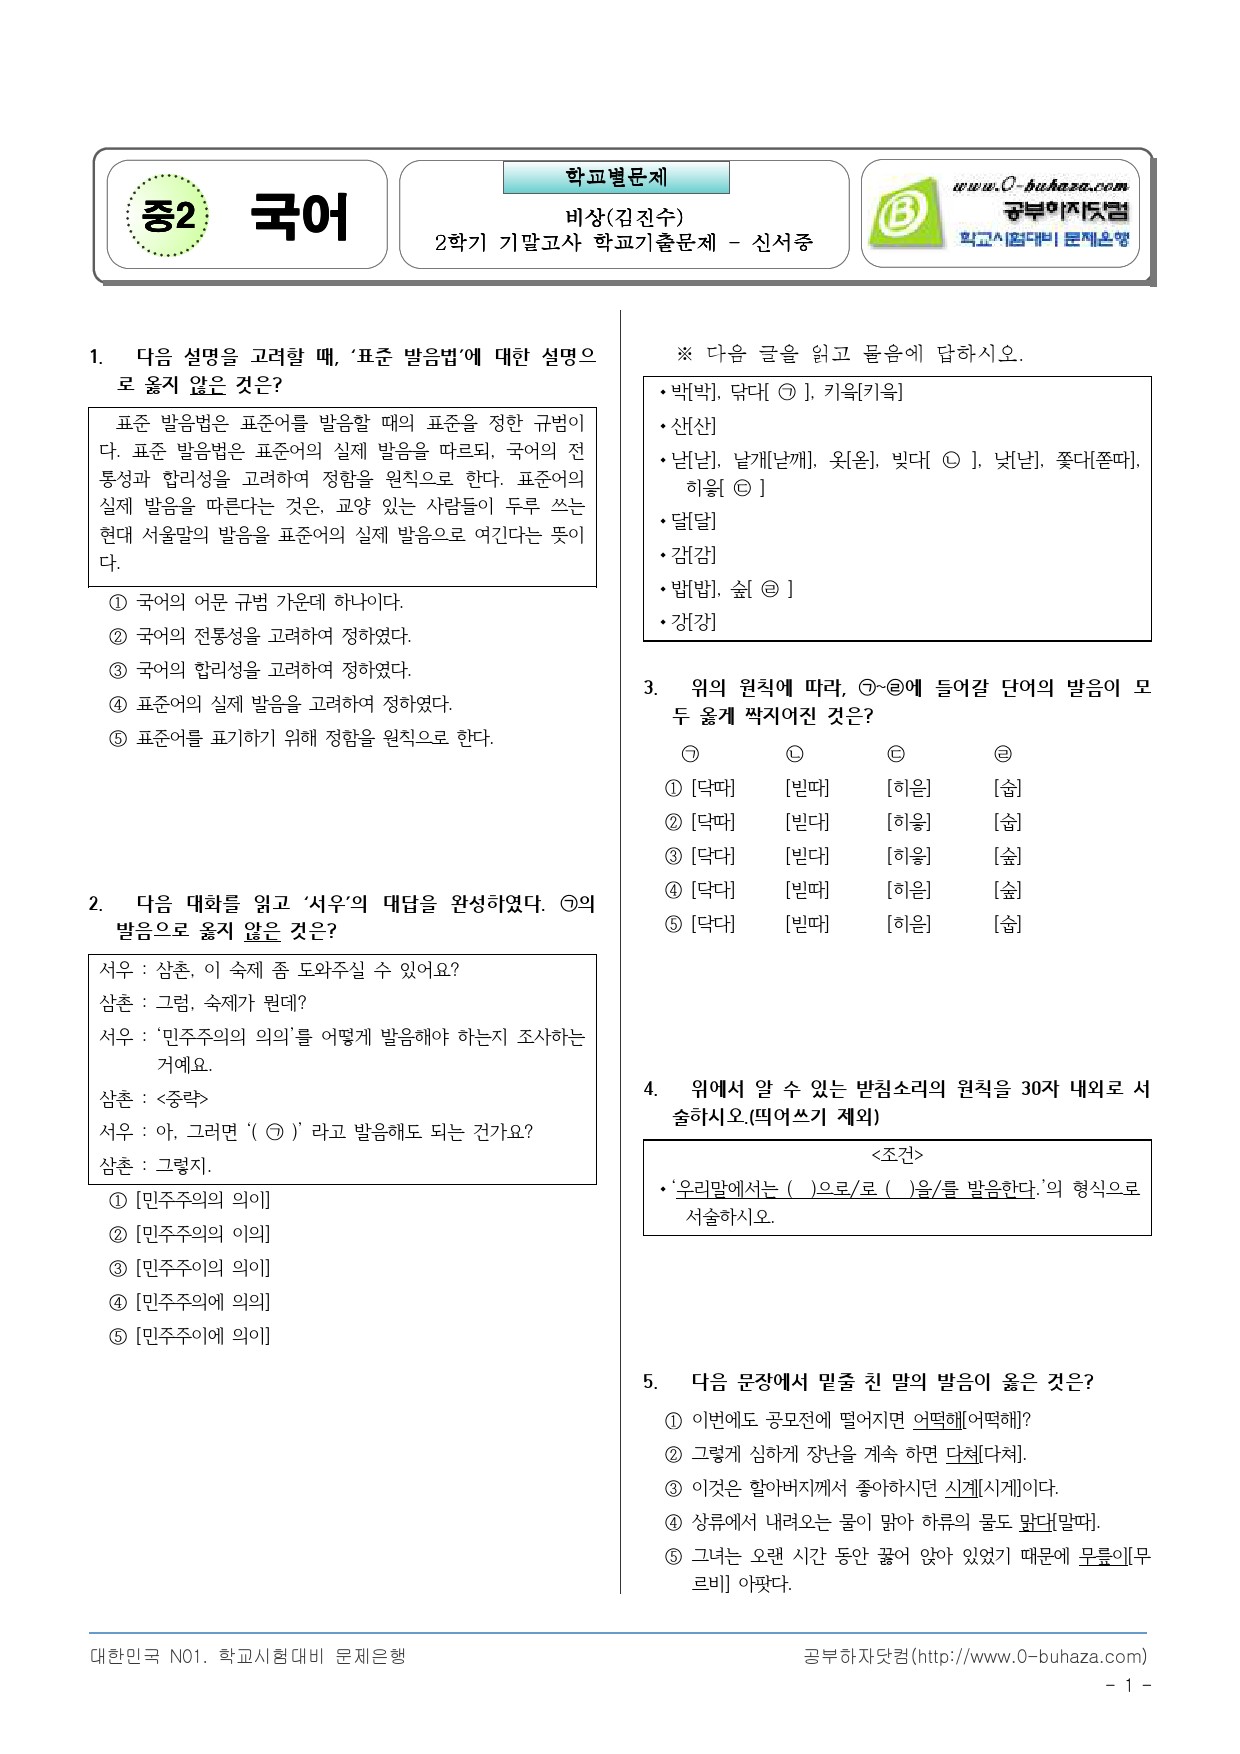 중2 국어
학교별문제
비상(김진수)
2학기 기말고사 학교기출문제 - 신서중
www.0-buhaza.com
공부하자닷컴
학교시험대비 문제은행
1. 다음 설명을 고려할 때, ‘표준 발음법’에 대한 설명으
로 옳지 않은 것은?
표준 발음법은 표준어를 발음할 때의 표준을 정한 규범이
다. 표준 발음법은 표준어의 실제 발음을 따르되, 국어의 전
통성과 합리성을 고려하여 정함을 원칙으로 한다. 표준어의
실제 발음을 따른다는 것은, 교양 있는 사람들이 두루 쓰는
현대 서울말의 발음을 표준어의 실제 발음으로 여긴다는 뜻이
다.
① 국어의 어문 규범 가운데 하나이다.
② 국어의 전통성을 고려하여 정하였다.
③ 국어의 합리성을 고려하여 정하였다.
④ 표준어의 실제 발음을 고려하여 정하였다.
⑤ 표준어를 표기하기 위해 정함을 원칙으로 한다.
2. 다음 대화를 읽고 ‘서우’의 대답을 완성하였다. ㉠의
발음으로 옳지 않은 것은?
서우 : 삼촌, 이 숙제 좀 도와주실 수 있어요?
삼촌 : 그럼, 숙제가 뭔데?
서우 : ‘민주주의의 의의’를 어떻게 발음해야 하는지 조사하는
거예요.
삼촌 : <중략>
서우 : 아, 그러면 ‘( ㉠ )’ 라고 발음해도 되는 건가요?
삼촌 : 그렇지.
① [민주주의의 의이]
② [민주주의의 이의]
③ [민주주이의 의이]
④ [민주주의에 의의]
⑤ [민주주이에 의이]
※ 다음 글을 읽고 물음에 답하시오.
•박[박], 닦다[ ㉠ ], 키읔[키윽]
•산[산]
•낟[낟], 낱개[낟깨], 옷[옫], 빚다[ ㉡ ], 낮[낟], 쫓다[쫃따],
히읗[ ㉢ ]
•달[달]
•감[감]
•밥[밥], 숲[ ㉣ ]
•강[강]
3. 위의 원칙에 따라, ㉠~㉣에 들어갈 단어의 발음이 모
두 옳게 짝지어진 것은?
㉠ ㉡ ㉢ ㉣
① [닥따] [빋따] [히읃] [숩]
② [닥따] [빋다] [히읗] [숩]
③ [닥다] [빋다] [히읗] [숲]
④ [닥다] [빋따] [히읃] [숲]
⑤ [닥다] [빋따] [히읃] [숩]
4. 위에서 알 수 있는 받침소리의 원칙을 30자 내외로 서
술하시오.(띄어쓰기 제외)
<조건>
•‘우리말에서는 ( )으로/로 ( )을/를 발음한다.’의 형식으로
서술하시오.
5. 다음 문장에서 밑줄 친 말의 발음이 옳은 것은?
① 이번에도 공모전에 떨어지면 어떡해[어떡해]?
② 그렇게 심하게 장난을 계속 하면 다쳐[다쳐].
③ 이것은 할아버지께서 좋아하시던 시계[시게]이다.
④ 상류에서 내려오는 물이 맑아 하류의 물도 맑다[말따].
⑤ 그녀는 오랜 시간 동안 꿇어 앉아 있었기 때문에 무릎이[무
르비] 아팠다.
대한민국 N01. 학교시험대비 문제은행
공부하자닷컴(http://www.0-buhaza.com)
- 1 -